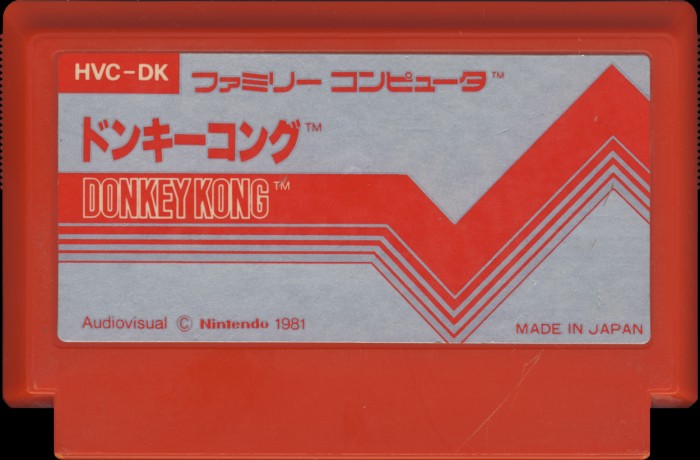 HVC-DK
ファミリー コンピュータ™
ドンキーコング™
DONKEY KONG™
Audiovisual © Nintendo 1981
MADE IN JAPAN